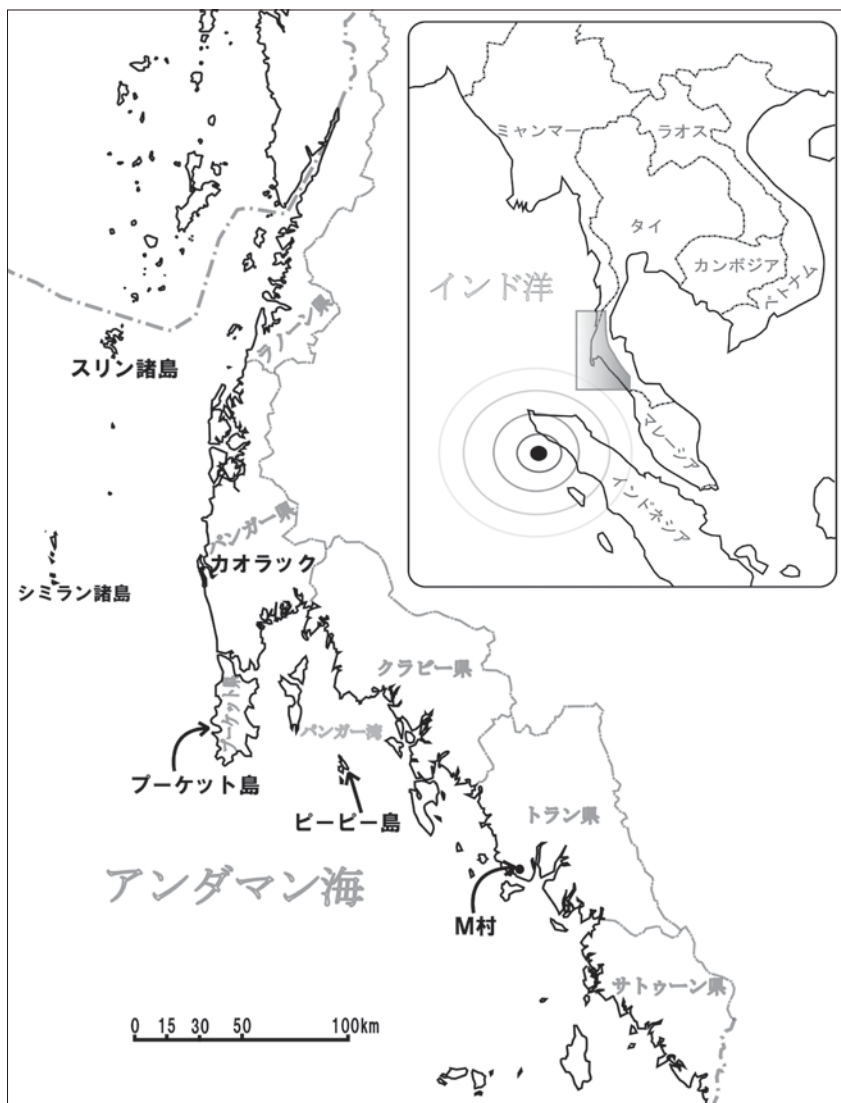 ミャンマー
ラオス
タイ
カンボジア
ベトナム
インド洋
マレーシア
インドネシア
ラノーン県
スリン諸島
パンガー県
カオラック
シミラン諸島
クラビー県
プーケット県
パンガー湾
プーケット島
ピーピー島
トラン県
アンダマン海
M村
サトゥーン県
0 15 30 50 100km